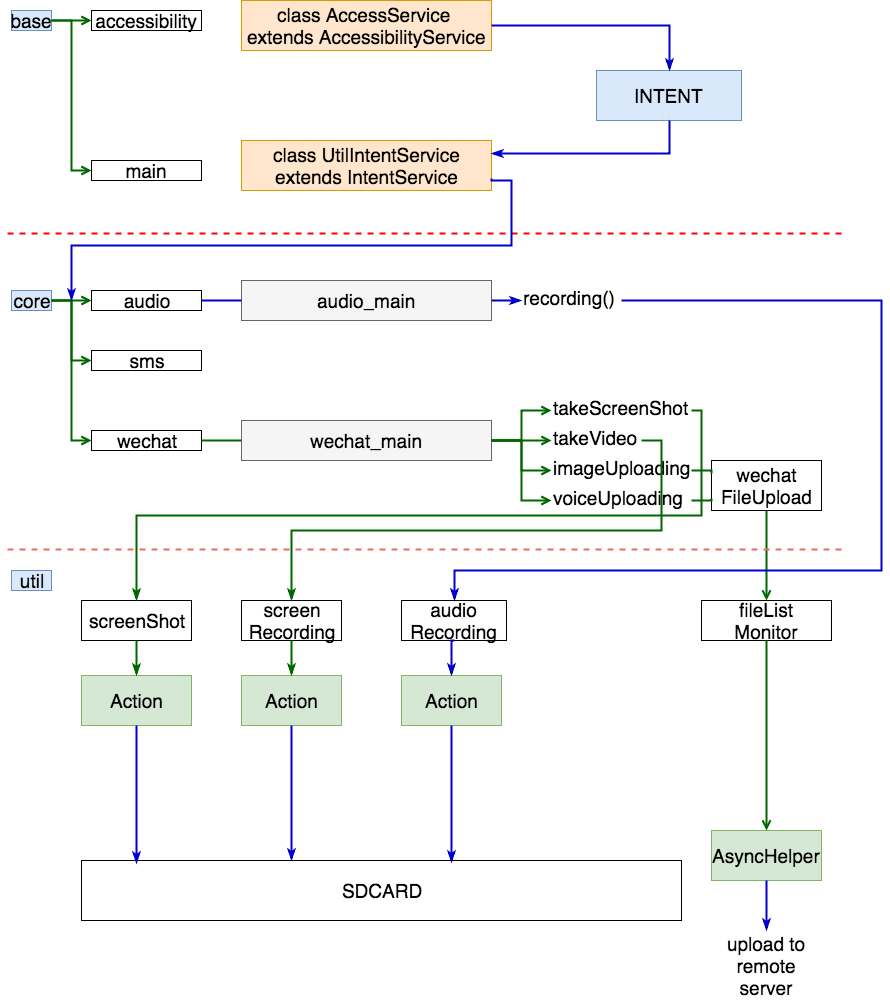 base
accessibility
class AccessService
extends AccessibilityService
INTENT
main
class UtilIntentService
extends IntentService
core
audio
audio_main
recording()
sms
wechat
wechat_main
takeScreenShot
takeVideo
imageUploading
voiceUploading
wechat
FileUpload
util
screenShot
screen
Recording
audio
Recording
fileList
Monitor
Action
Action
Action
AsyncHelper
SDCARD
upload to
remote
server